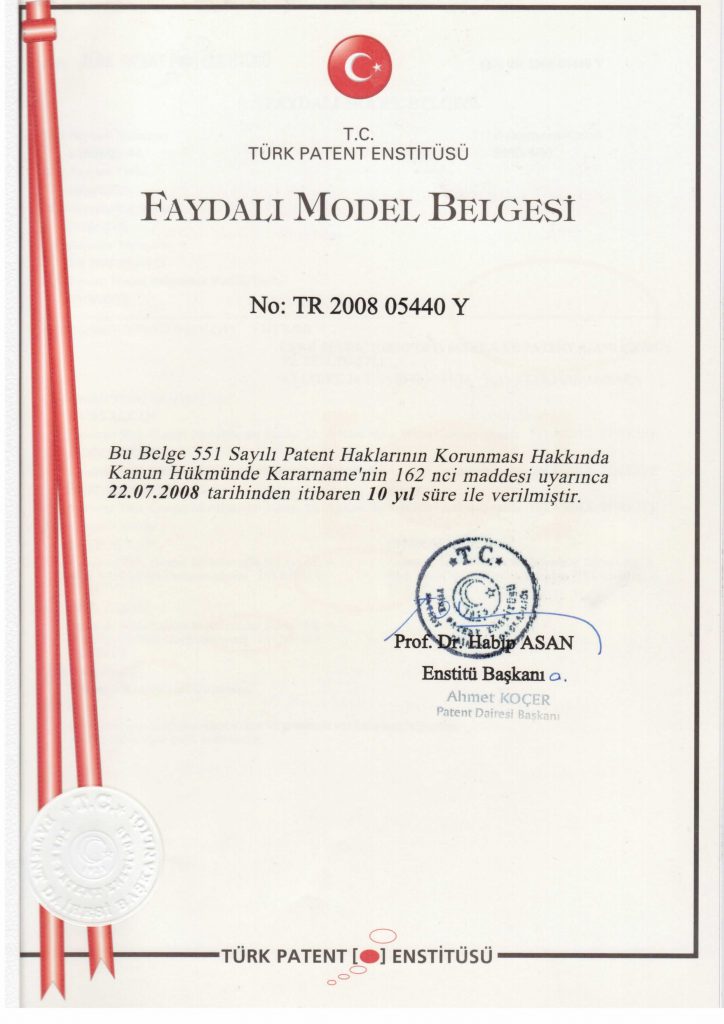 T.C.
TÜRK PATENT ENSTİTÜSÜ
FAYDALI MODEL BELGESİ
No: TR 2008 05440 Y
Bu Belge 551 Sayılı Patent Haklarının Korunması Hakkında
Kanun Hükmünde Kararname'nin 162 nci maddesi uyarınca
22.07.2008 tarihinden itibaren 10 yıl süre ile verilmiştir.
T.C.
Prof. Dr. Habip ASAN
Enstitü Başkanı
Ahmet KOÇER
Patent Dairesi Başkanı
T.C.
TÜRK PATENT [ ] ENSTİTÜSÜ